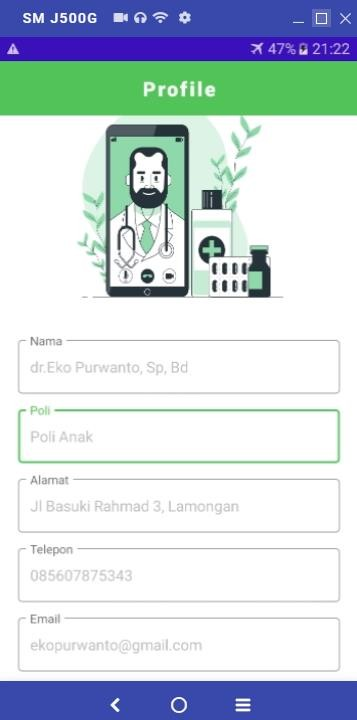 SM J500G
47% 21:22
Profile
Nama
dr.Eko Purwanto, Sp, Bd
Poli
Poli Anak
Alamat
Jl Basuki Rahmad 3, Lamongan
Telepon
085607875343
Email
ekopurwanto@gmail.com